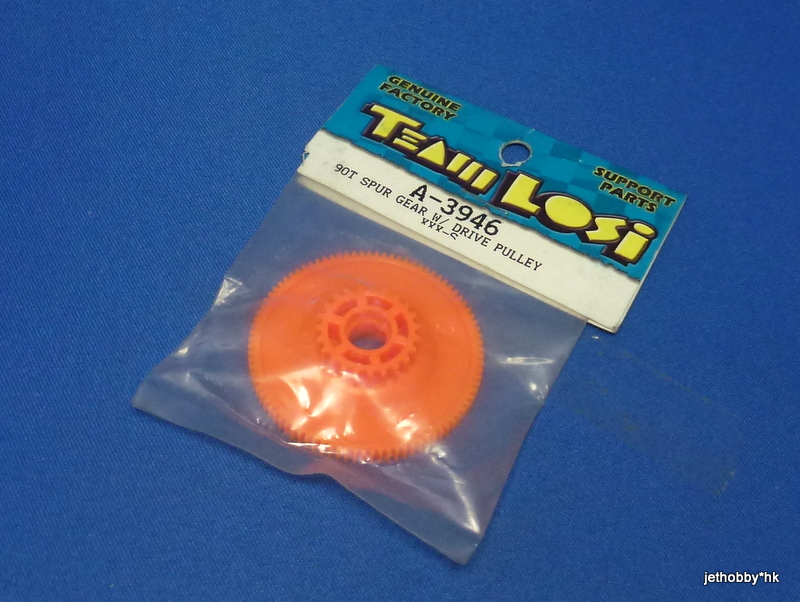 GENUINE
FACTORY
TEAM LOSI
SUPPORT
PARTS
A-3946
90T SPUR GEAR W/ DRIVE PULLEY
XXX-S
jethobby*hk